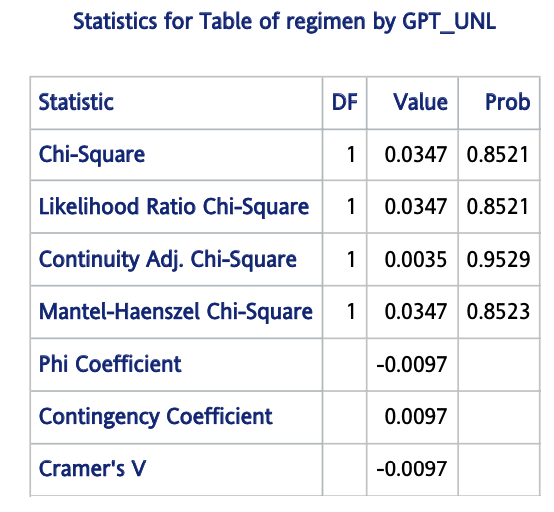 Statistics for Table of regimen by GPT_UNL
Statistic DF Value Prob
Chi-Square 1 0.0347 0.8521
Likelihood Ratio Chi-Square 1 0.0347 0.8521
Continuity Adj. Chi-Square 1 0.0035 0.9529
Mantel-Haenszel Chi-Square 1 0.0347 0.8523
Phi Coefficient -0.0097
Contingency Coefficient 0.0097
Cramer's V -0.0097